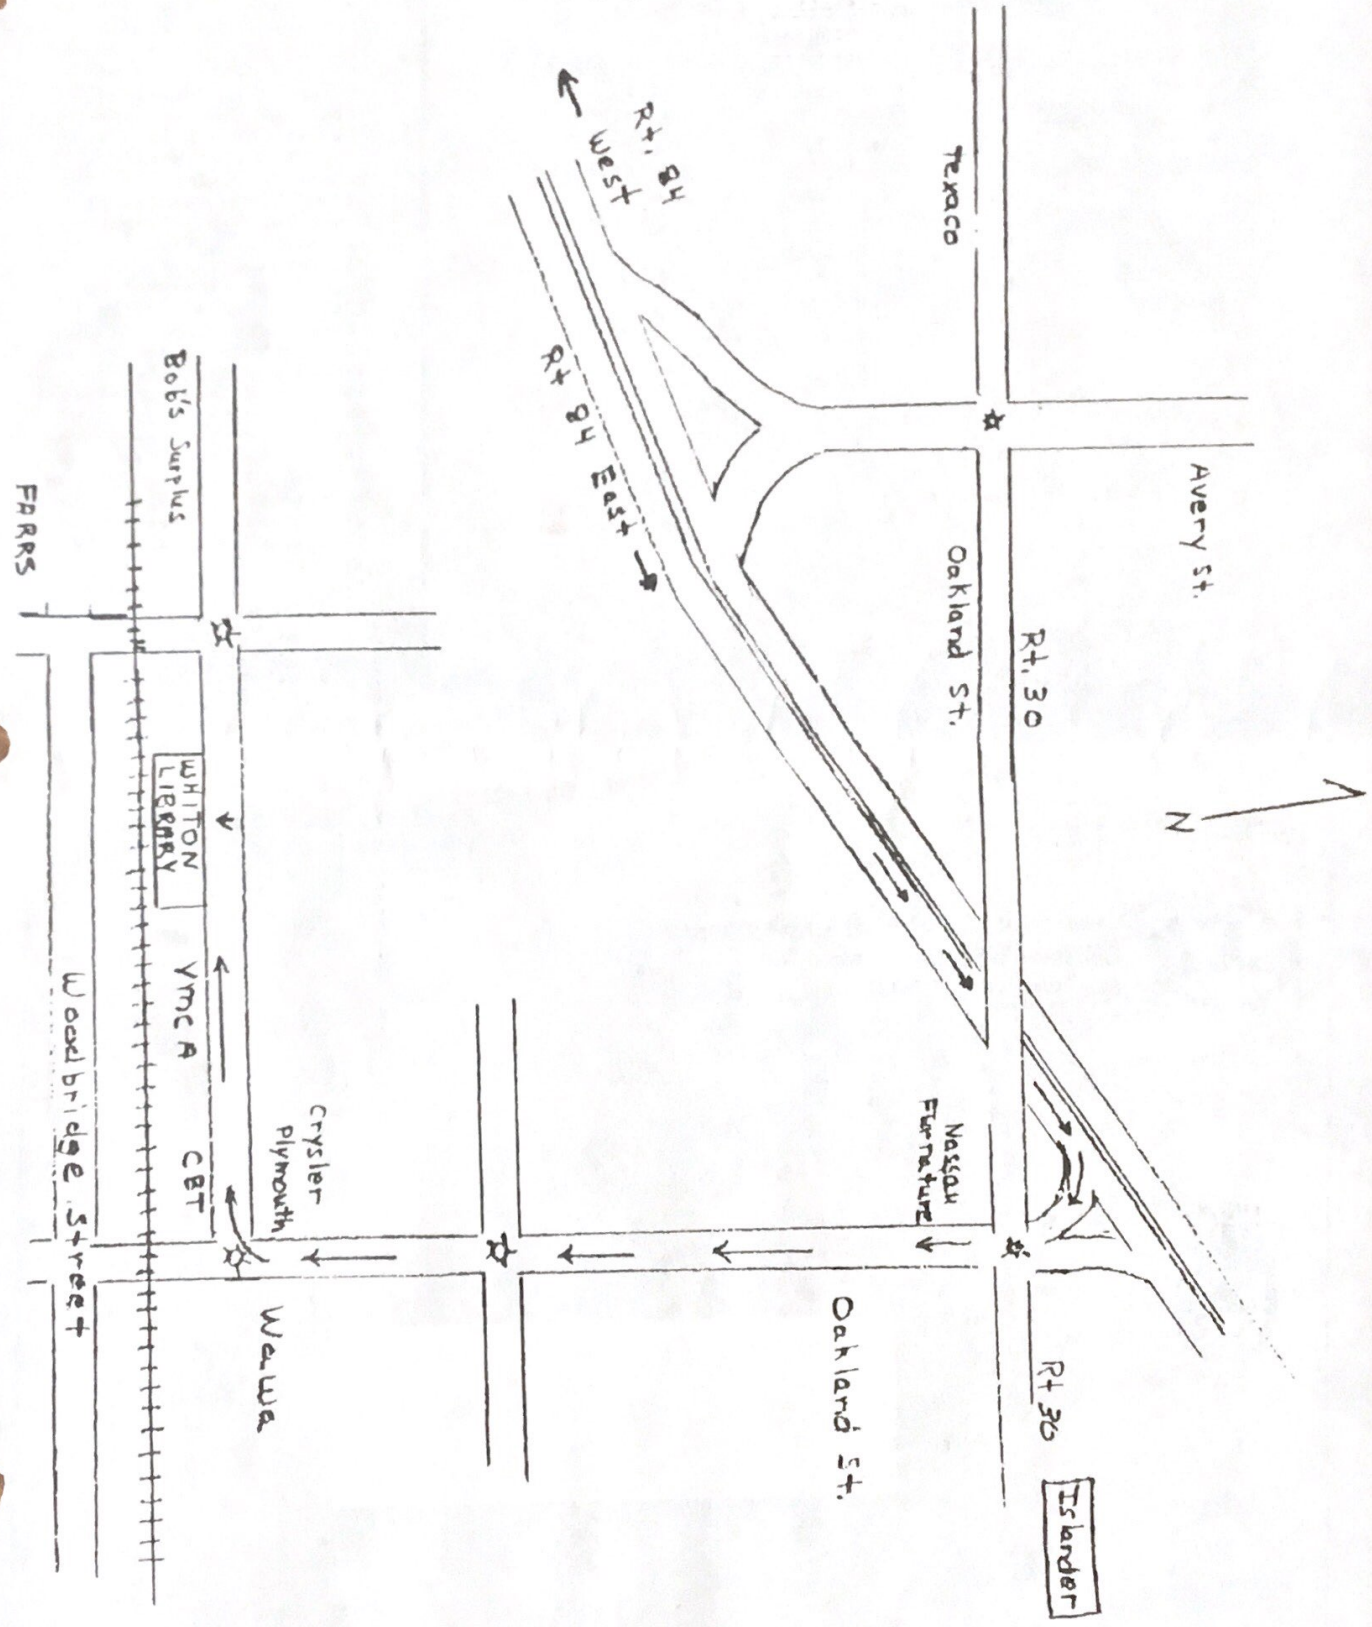 Avery St.
N
Rt. 30
Rt 30
Islander
Texaco
Oakland St.
Nassau
Furnature
Oakland St.
Rt. 84
West
Rt 84 East
Crysler
Plymouth
Wawa
Bob's Surplus
WHITON
LIBRARY
YMCA
CBT
Woodbridge Street
FARRS